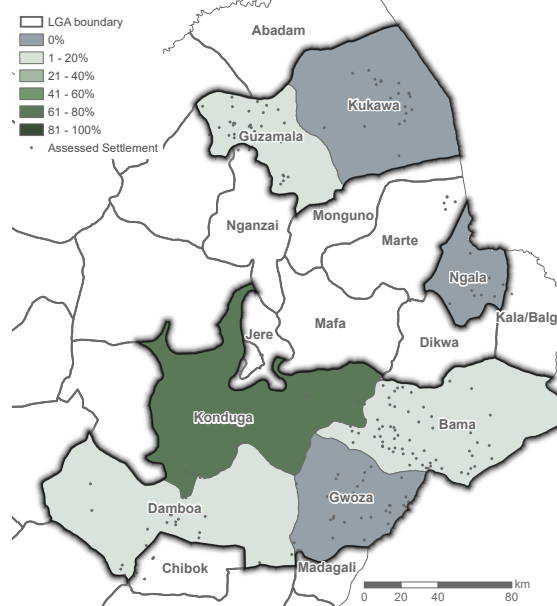 LGA boundary
0%
1 - 20%
21 - 40%
41 - 60%
61 - 80%
81 - 100%
Assessed Settlement
Abadam
Kukawa
Guzamala
Nganzai
Monguno
Marte
Ngala
Kala/Balg
Jere
Mafa
Dikwa
Konduga
Bama
Gwoza
Damboa
Chibok
Madagali
km
0 20 40 80